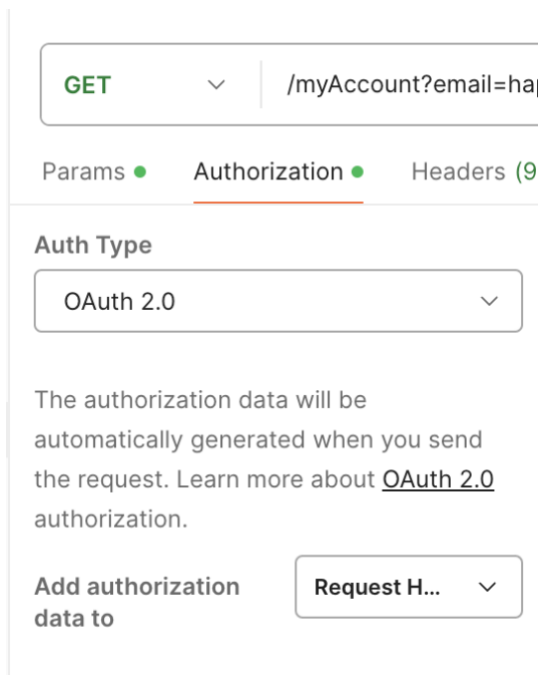 GET
/myAccount?email=hap
Params
Authorization
Headers (9
Auth Type
OAuth 2.0
The authorization data will be
automatically generated when you send
the request. Learn more about OAuth 2.0
authorization.
Add authorization
data to
Request H...